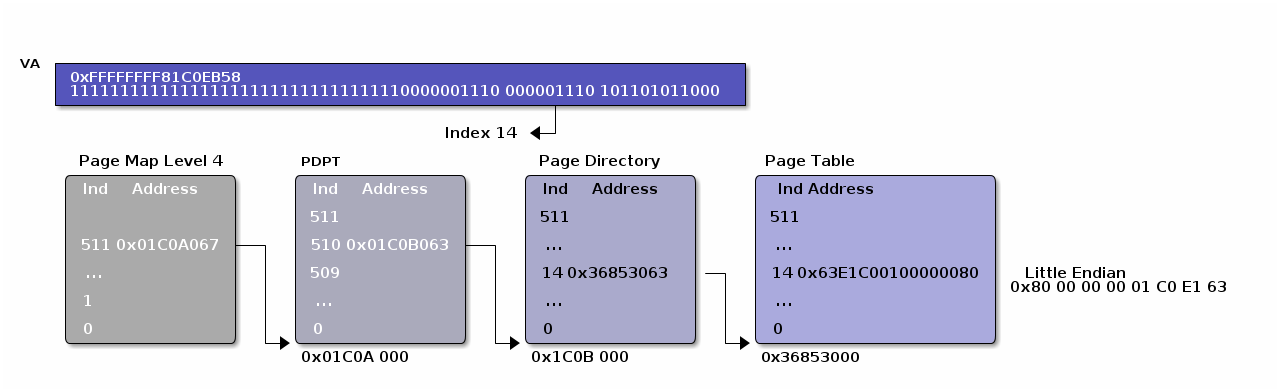 VA
0xFFFFFFFF81C0EB58
1111111111111111111111111111111110000001110 000001110 101101011000
Index 14
Page Map Level 4
Ind Address
511 0x01C0A067
...
1
0
PDPT
Ind Address
511
510 0x01C0B063
509
...
0
0x01C0A 000
Page Directory
Ind Address
511
...
14 0x36853063
...
0
0x1C0B 000
Page Table
Ind Address
511
...
14 0x63E1C00100000080
...
0
0x36853000
Little Endian
0x80 00 00 00 01 C0 E1 63